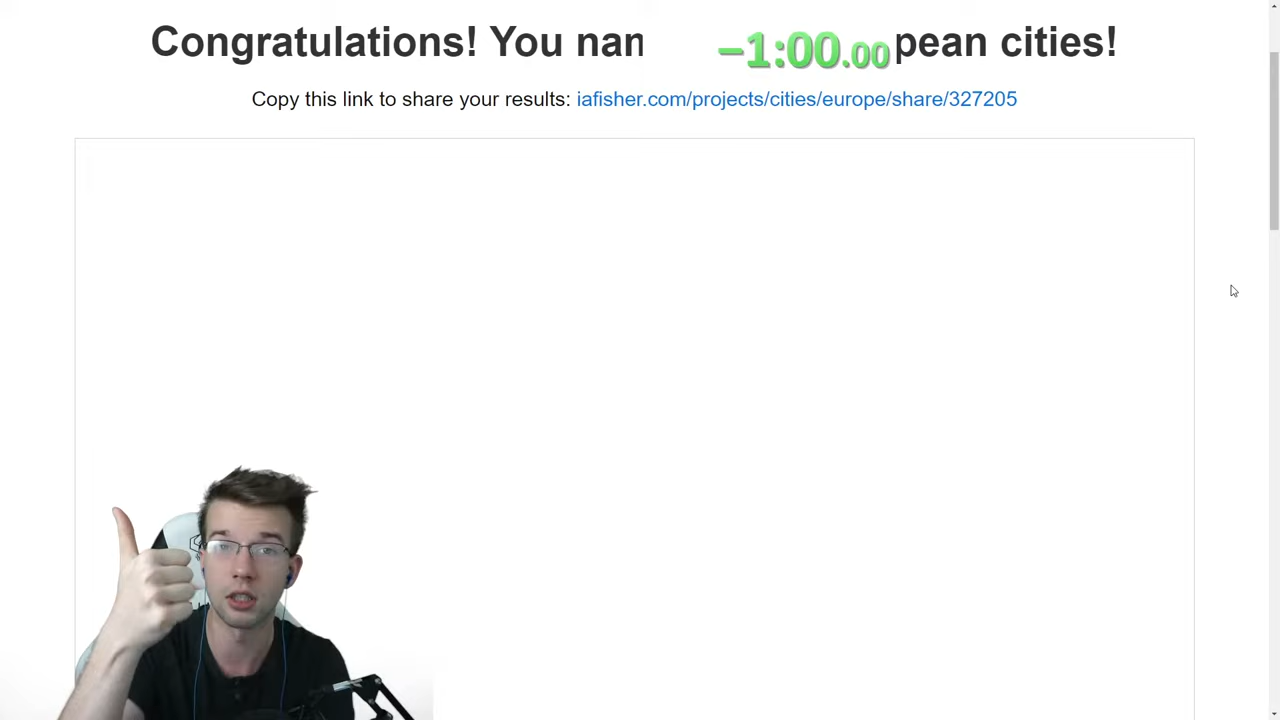 Congratulations! You nan −1:00.00 pean cities!
Copy this link to share your results: iafisher.com/projects/cities/europe/share/327205